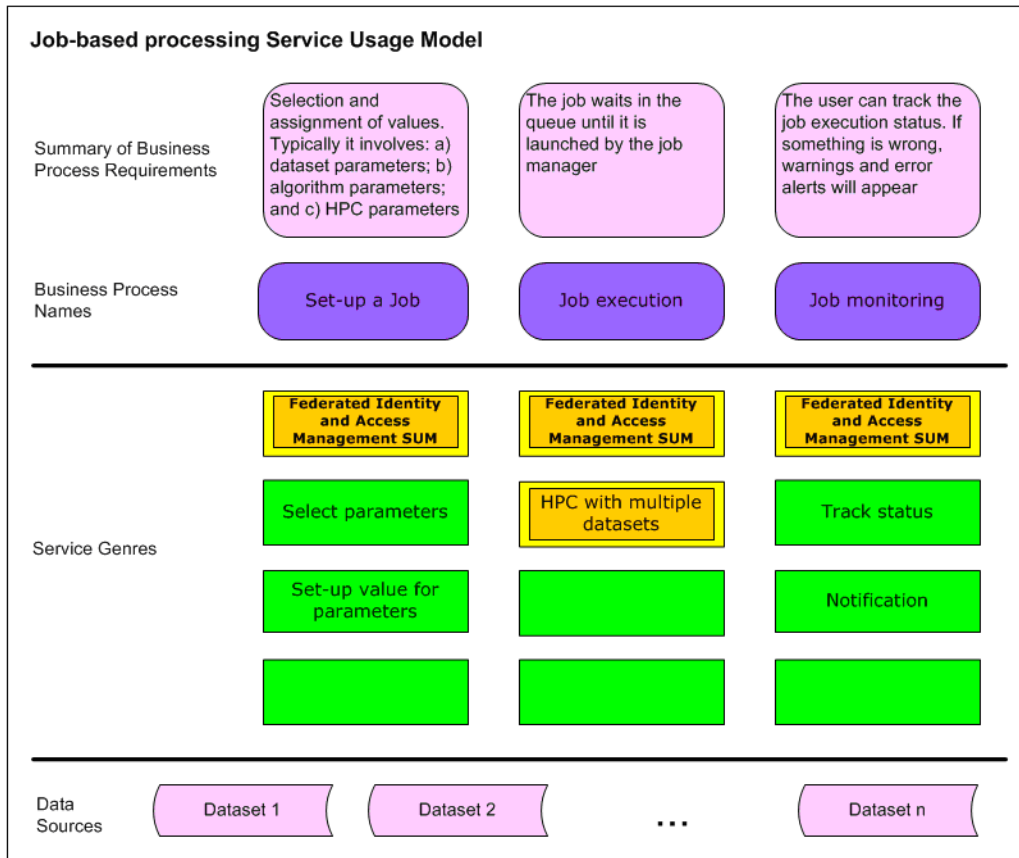 Job-based processing Service Usage Model
Summary of Business
Process Requirements
Selection and
assignment of values.
Typically it involves: a)
dataset parameters; b)
algorithm parameters;
and c) HPC parameters
The job waits in the
queue until it is
launched by the job
manager
The user can track the
job execution status. If
something is wrong,
warnings and error
alerts will appear
Business Process
Names
Set-up a Job
Job execution
Job monitoring
Service Genres
Federated Identity
and Access
Management SUM
Federated Identity
and Access
Management SUM
Federated Identity
and Access
Management SUM
Select parameters
HPC with multiple
datasets
Track status
Set-up value for
parameters
Notification
Data
Sources
Dataset 1
Dataset 2
...
Dataset n